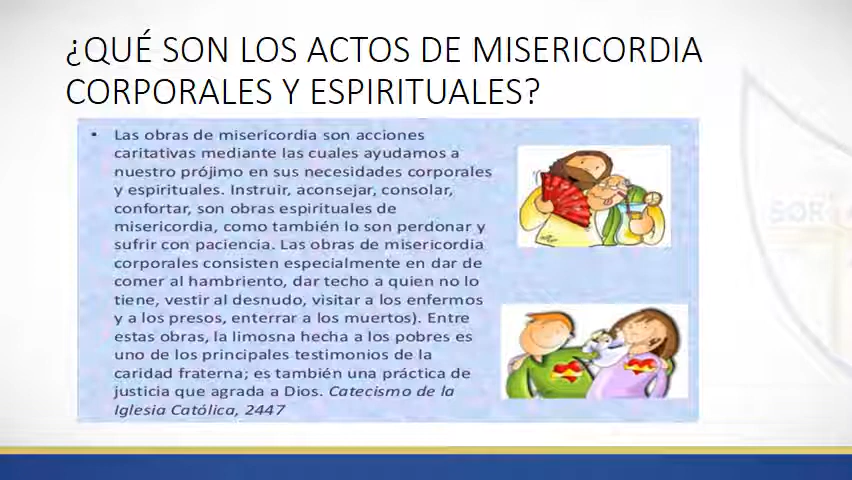 ¿QUÉ SON LOS ACTOS DE MISERICORDIA
CORPORALES Y ESPIRITUALES?
• Las obras de misericordia son acciones
caritativas mediante las cuales ayudamos a
nuestro prójimo en sus necesidades corporales
y espirituales. Instruir, aconsejar, consolar,
confortar, son obras espirituales de
misericordia, como también lo son perdonar y
sufrir con paciencia. Las obras de misericordia
corporales consisten especialmente en dar de
comer al hambriento, dar techo a quien no lo
tiene, vestir al desnudo, visitar a los enfermos
y a los presos, enterrar a los muertos). Entre
estas obras, la limosna hecha a los pobres es
uno de los principales testimonios de la
caridad fraterna; es también una práctica de
justicia que agrada a Dios. Catecismo de la
Iglesia Católica, 2447
SOR